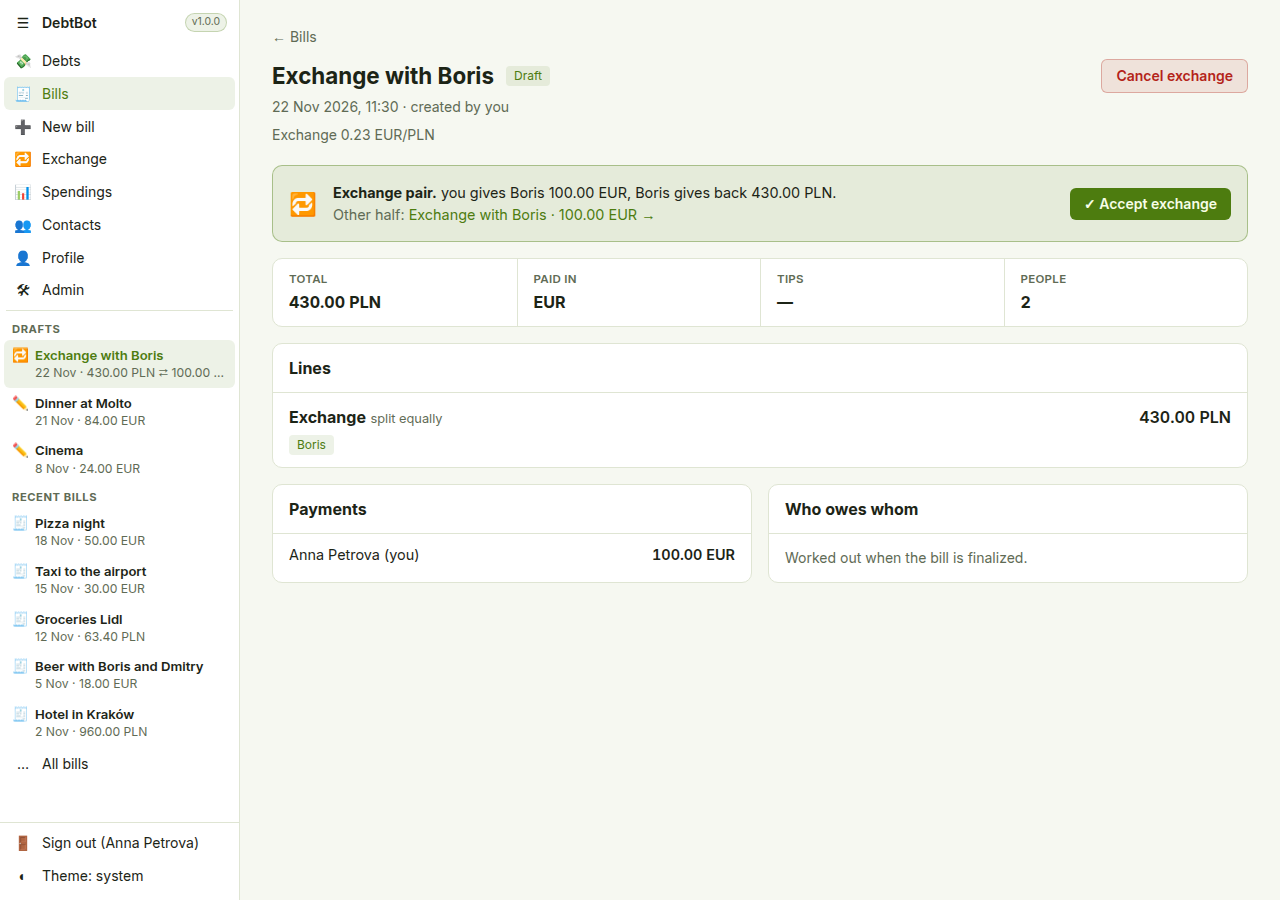 ☰ DebtBot v1.0.0
Debts
Bills
New bill
Exchange
Spendings
Contacts
Profile
Admin
DRAFTS
Exchange with Boris
22 Nov · 430.00 PLN ⇄ 100.00 ...
Dinner at Molto
21 Nov · 84.00 EUR
Cinema
8 Nov · 24.00 EUR
RECENT BILLS
Pizza night
18 Nov · 50.00 EUR
Taxi to the airport
15 Nov · 30.00 EUR
Groceries Lidl
12 Nov · 63.40 PLN
Beer with Boris and Dmitry
5 Nov · 18.00 EUR
Hotel in Kraków
2 Nov · 960.00 PLN
... All bills
Sign out (Anna Petrova)
Theme: system
← Bills
Exchange with Boris Draft
Cancel exchange
22 Nov 2026, 11:30 · created by you
Exchange 0.23 EUR/PLN
Exchange pair. you gives Boris 100.00 EUR, Boris gives back 430.00 PLN.
Other half: Exchange with Boris · 100.00 EUR →
✓ Accept exchange
TOTAL
430.00 PLN
PAID IN
EUR
TIPS
—
PEOPLE
2
Lines
Exchange split equally 430.00 PLN
Boris
Payments
Anna Petrova (you) 100.00 EUR
Who owes whom
Worked out when the bill is finalized.